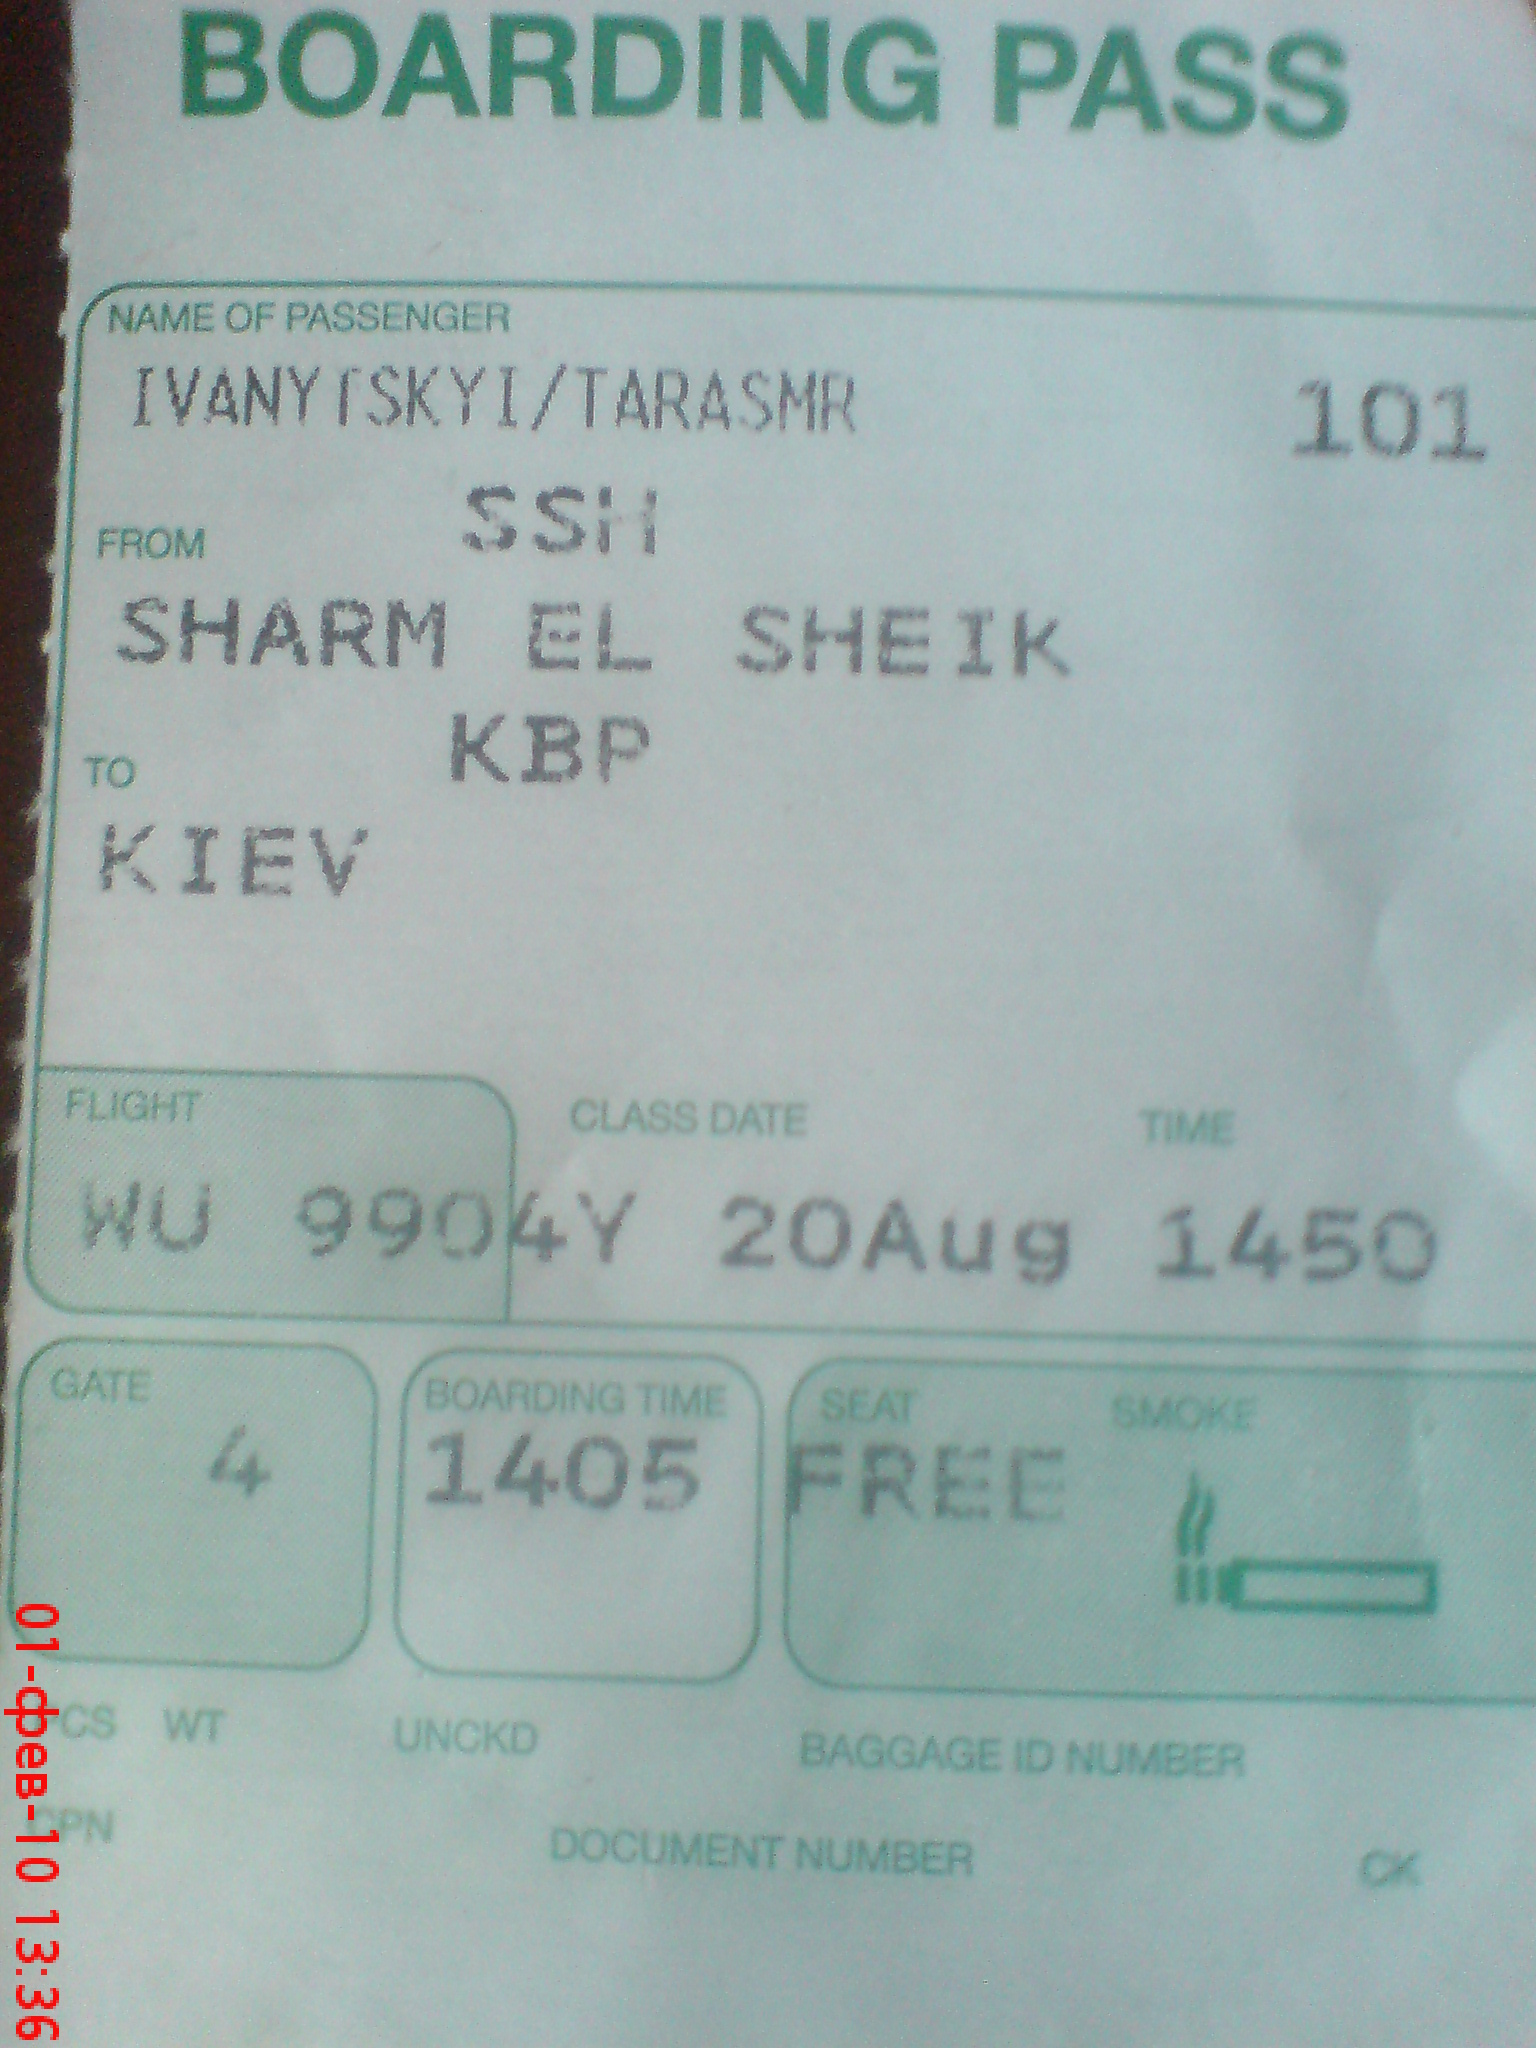 BOARDING PASS
NAME OF PASSENGER
IVANYTSKYI/TARASMR 101
FROM SSH
SHARM EL SHEIK
TO KBP
KIEV
FLIGHT CLASS DATE TIME
WU 9904Y 20Aug 1450
GATE BOARDING TIME SEAT SMOKE
4 1405 FREE
PCS WT UNCKD BAGGAGE ID NUMBER
CPN DOCUMENT NUMBER CK
01-фев-10 13:36